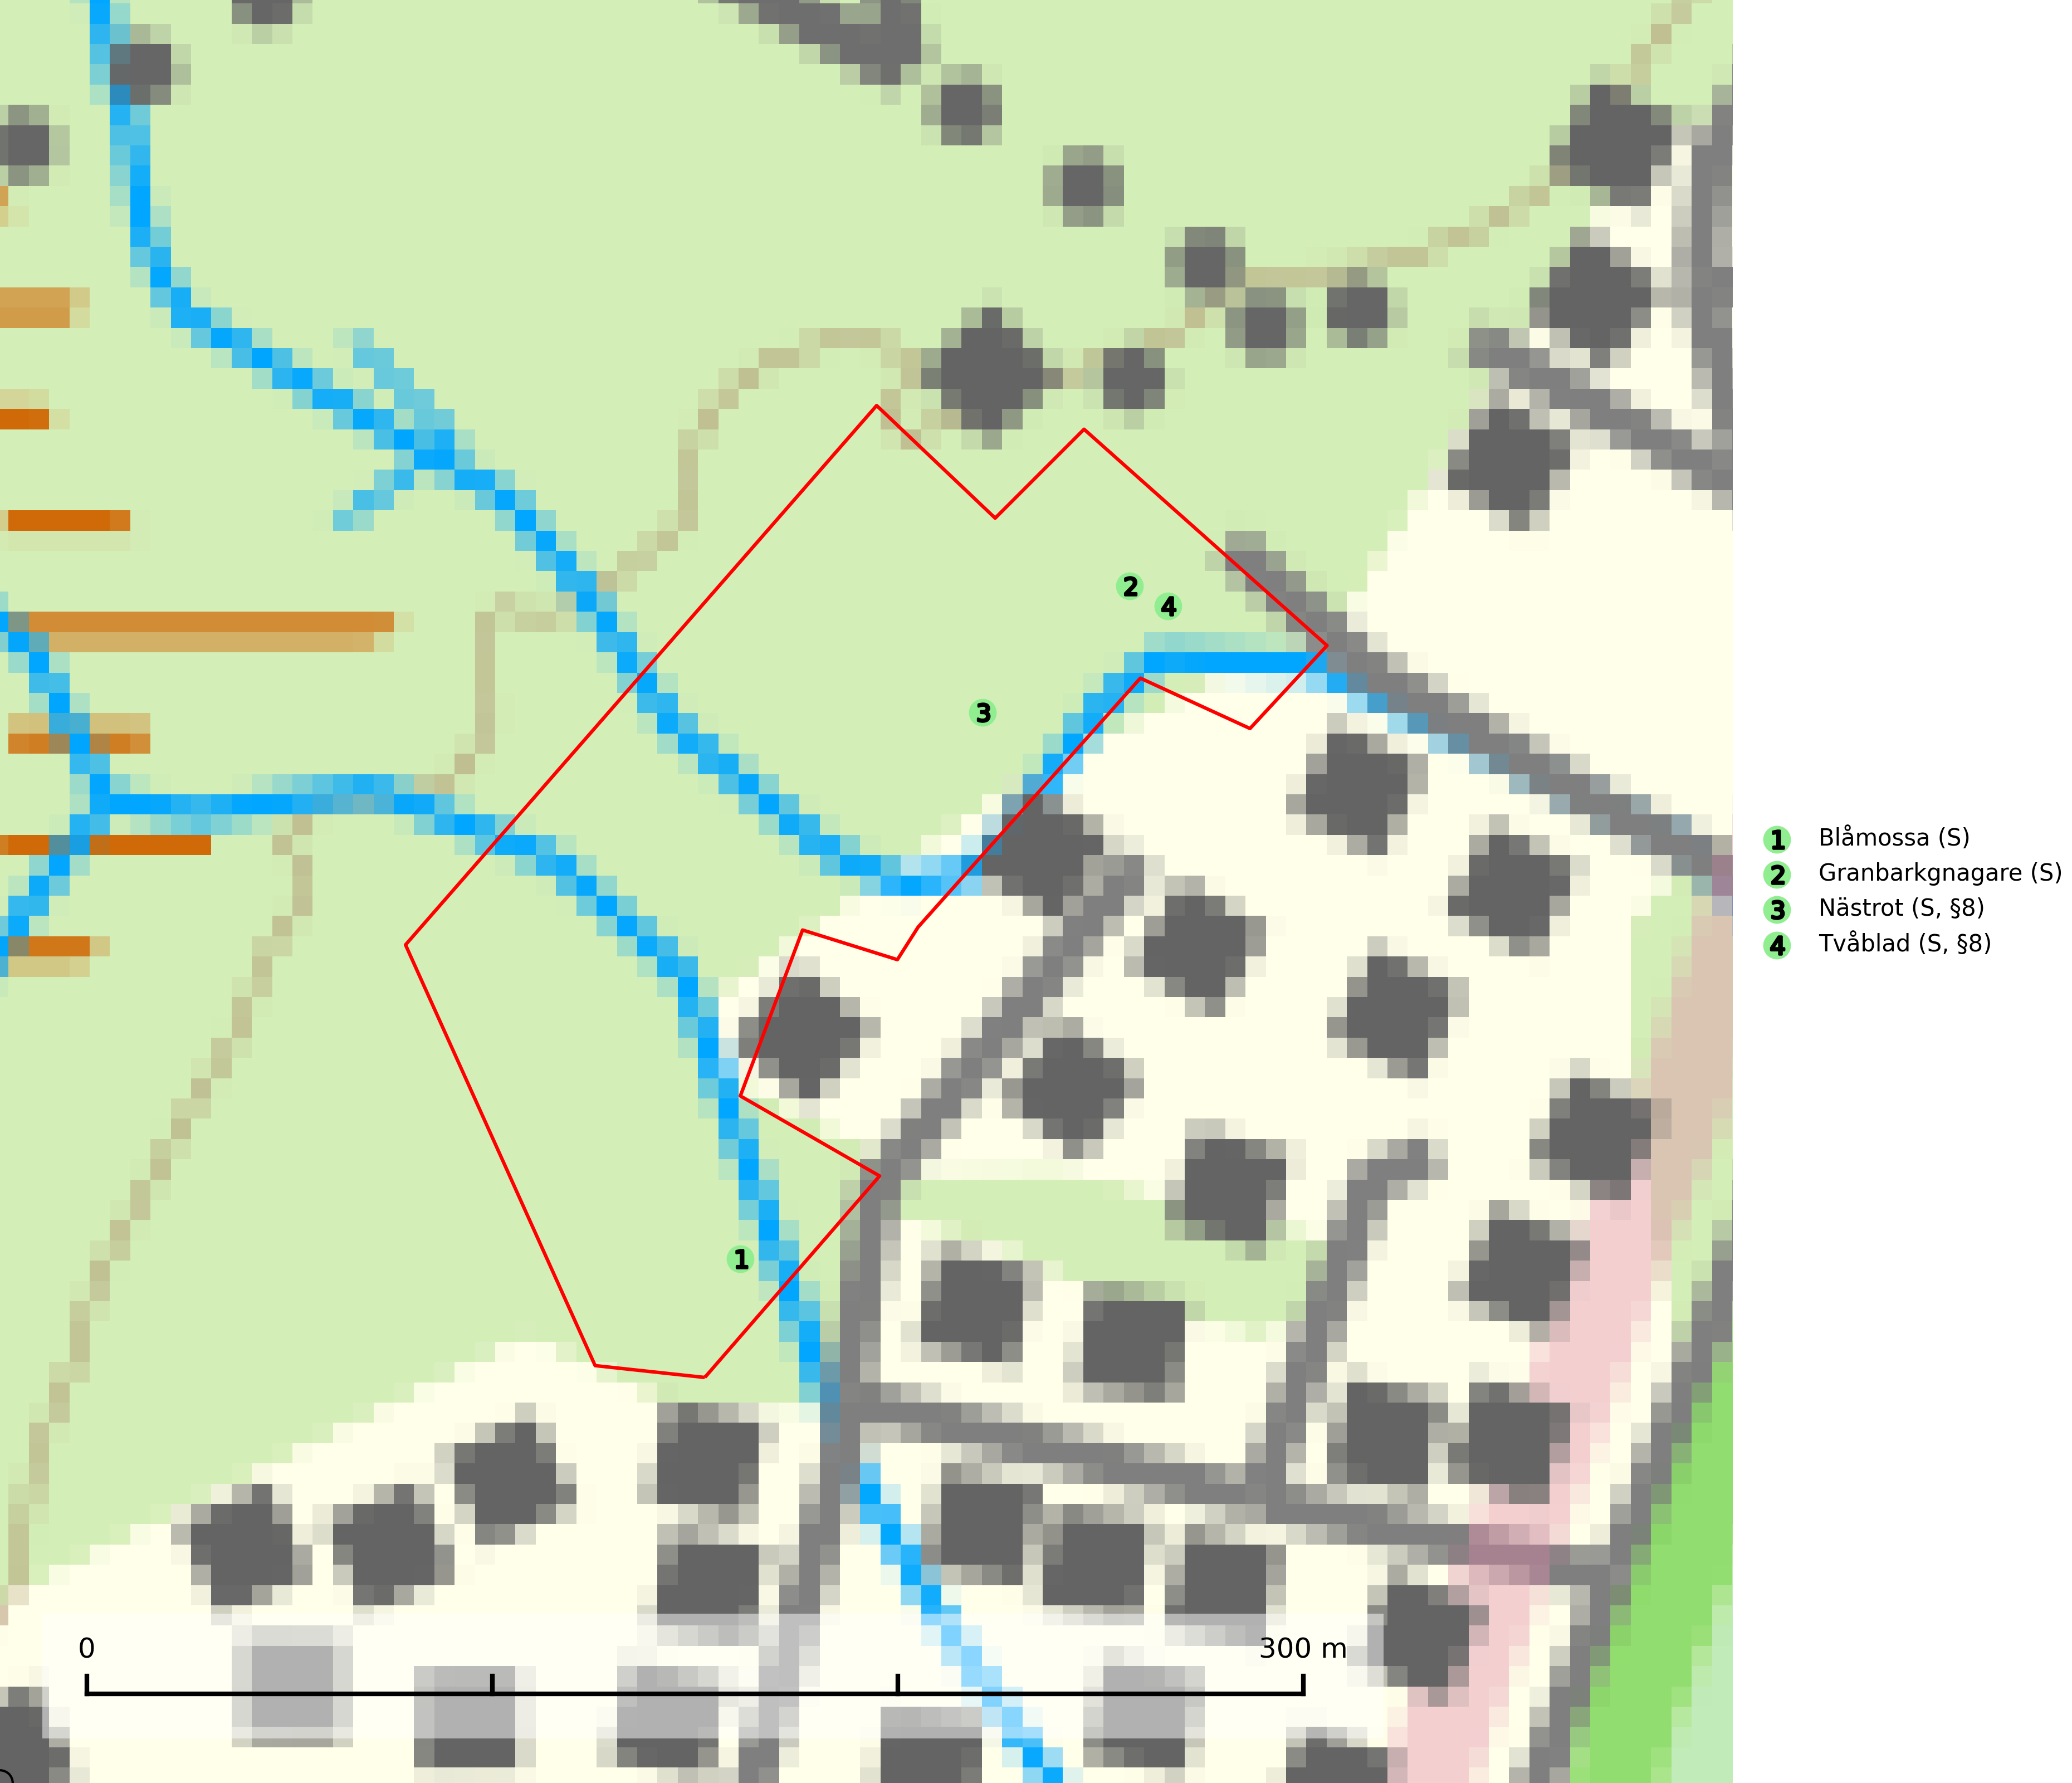 2
4
3
1
1 Blåmossa (S)
2 Granbarkgnagare (S)
3 Nästrot (S, §8)
4 Tvåblad (S, §8)
0 300 m